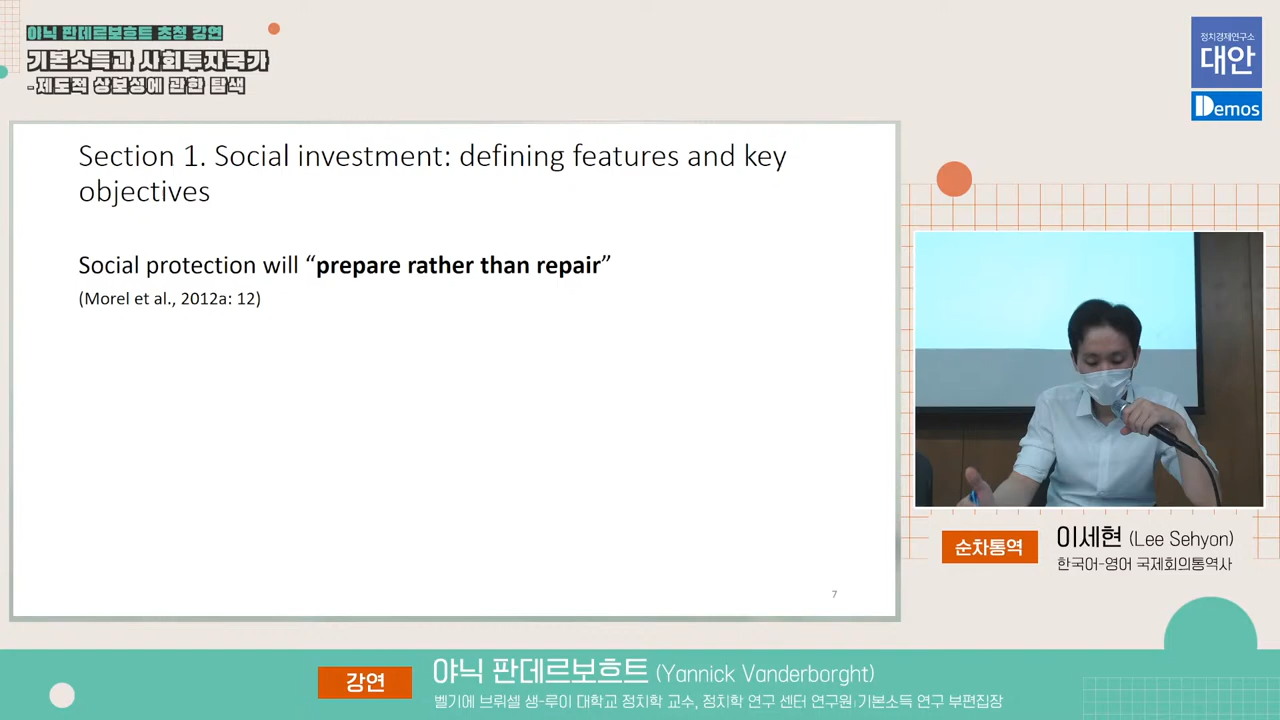 야닉 판데르보흐트 초청 강연
기본소득과 사회투자국가
-제도적 상보성에 관한 탐색
정치경제연구소
대안
Demos
Section 1. Social investment: defining features and key
objectives
Social protection will “prepare rather than repair”
(Morel et al., 2012a: 12)
7
순차통역
이세현 (Lee Sehyon)
한국어-영어 국제회의통역사
강연
야닉 판데르보흐트 (Yannick Vanderborght)
벨기에 브뤼셀 생-루이 대학교 정치학 교수, 정치학 연구 센터 연구원, 기본소득 연구 부편집장